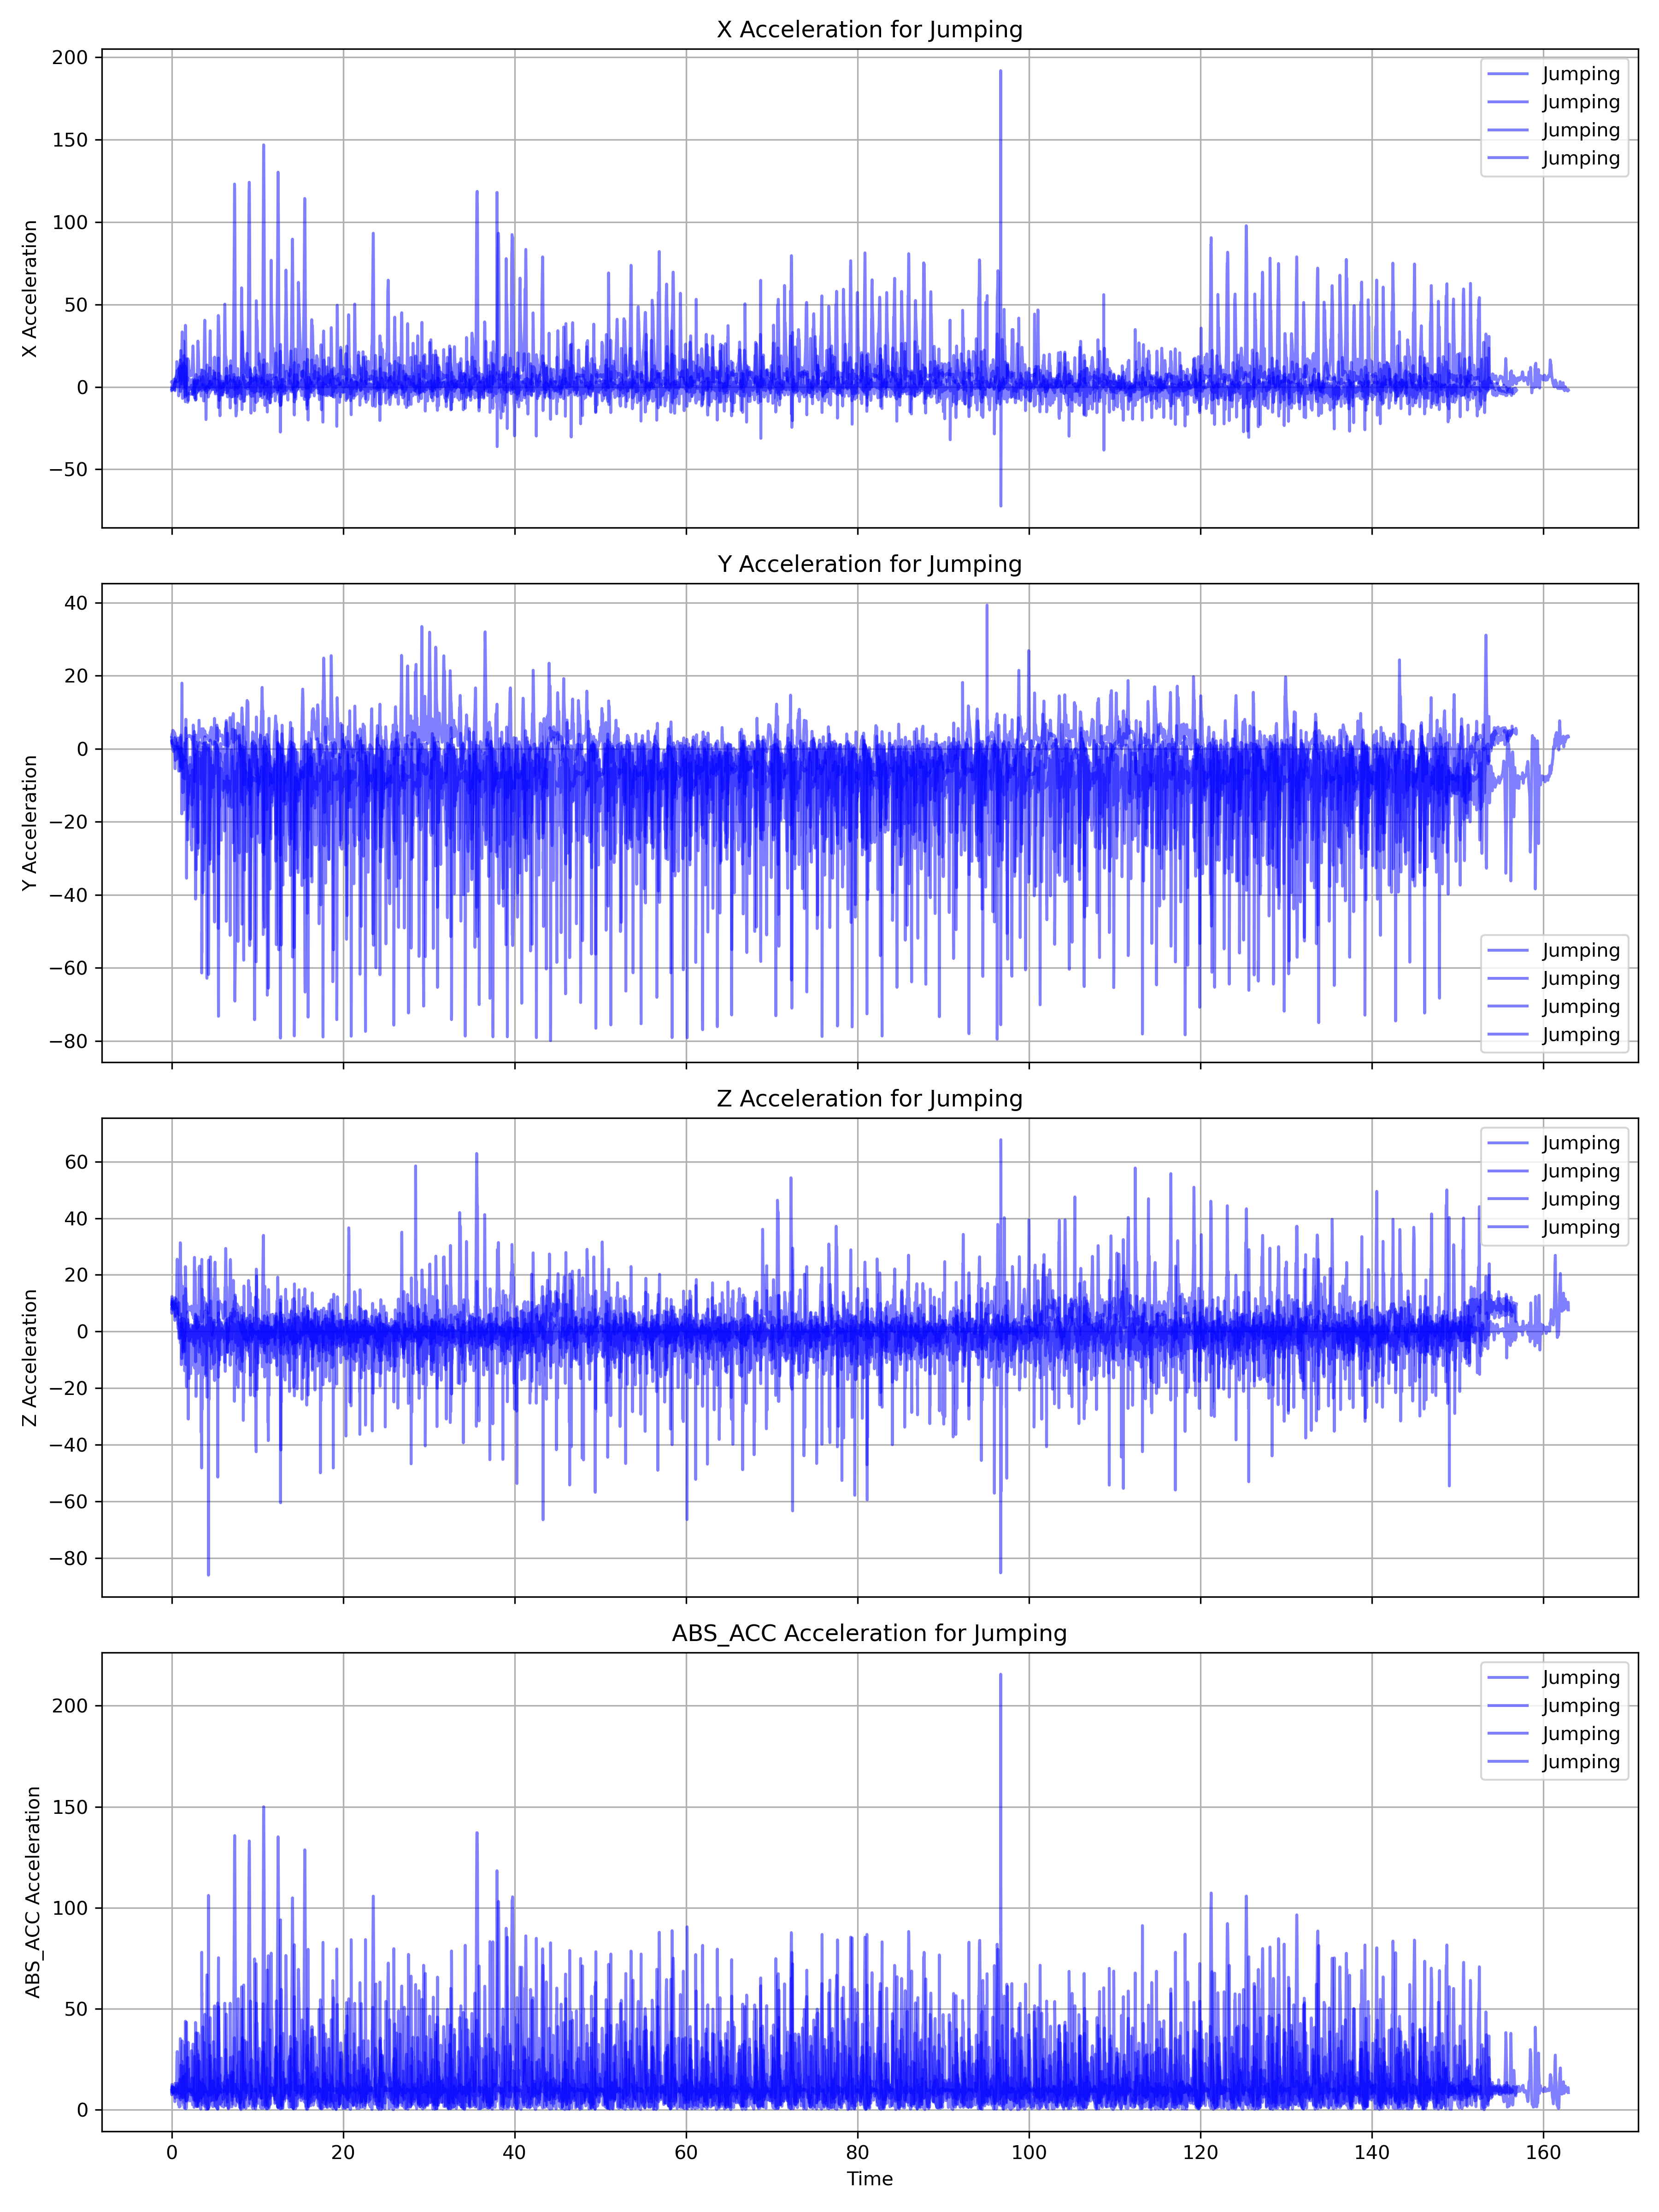 X Acceleration for Jumping
X Acceleration
200
150
100
50
0
−50
Jumping
Jumping
Jumping
Jumping
Y Acceleration for Jumping
Y Acceleration
40
20
0
−20
−40
−60
−80
Jumping
Jumping
Jumping
Jumping
Z Acceleration for Jumping
Z Acceleration
60
40
20
0
−20
−40
−60
−80
Jumping
Jumping
Jumping
Jumping
ABS_ACC Acceleration for Jumping
ABS_ACC Acceleration
200
150
100
50
0
Jumping
Jumping
Jumping
Jumping
0 20 40 60 80 100 120 140 160
Time